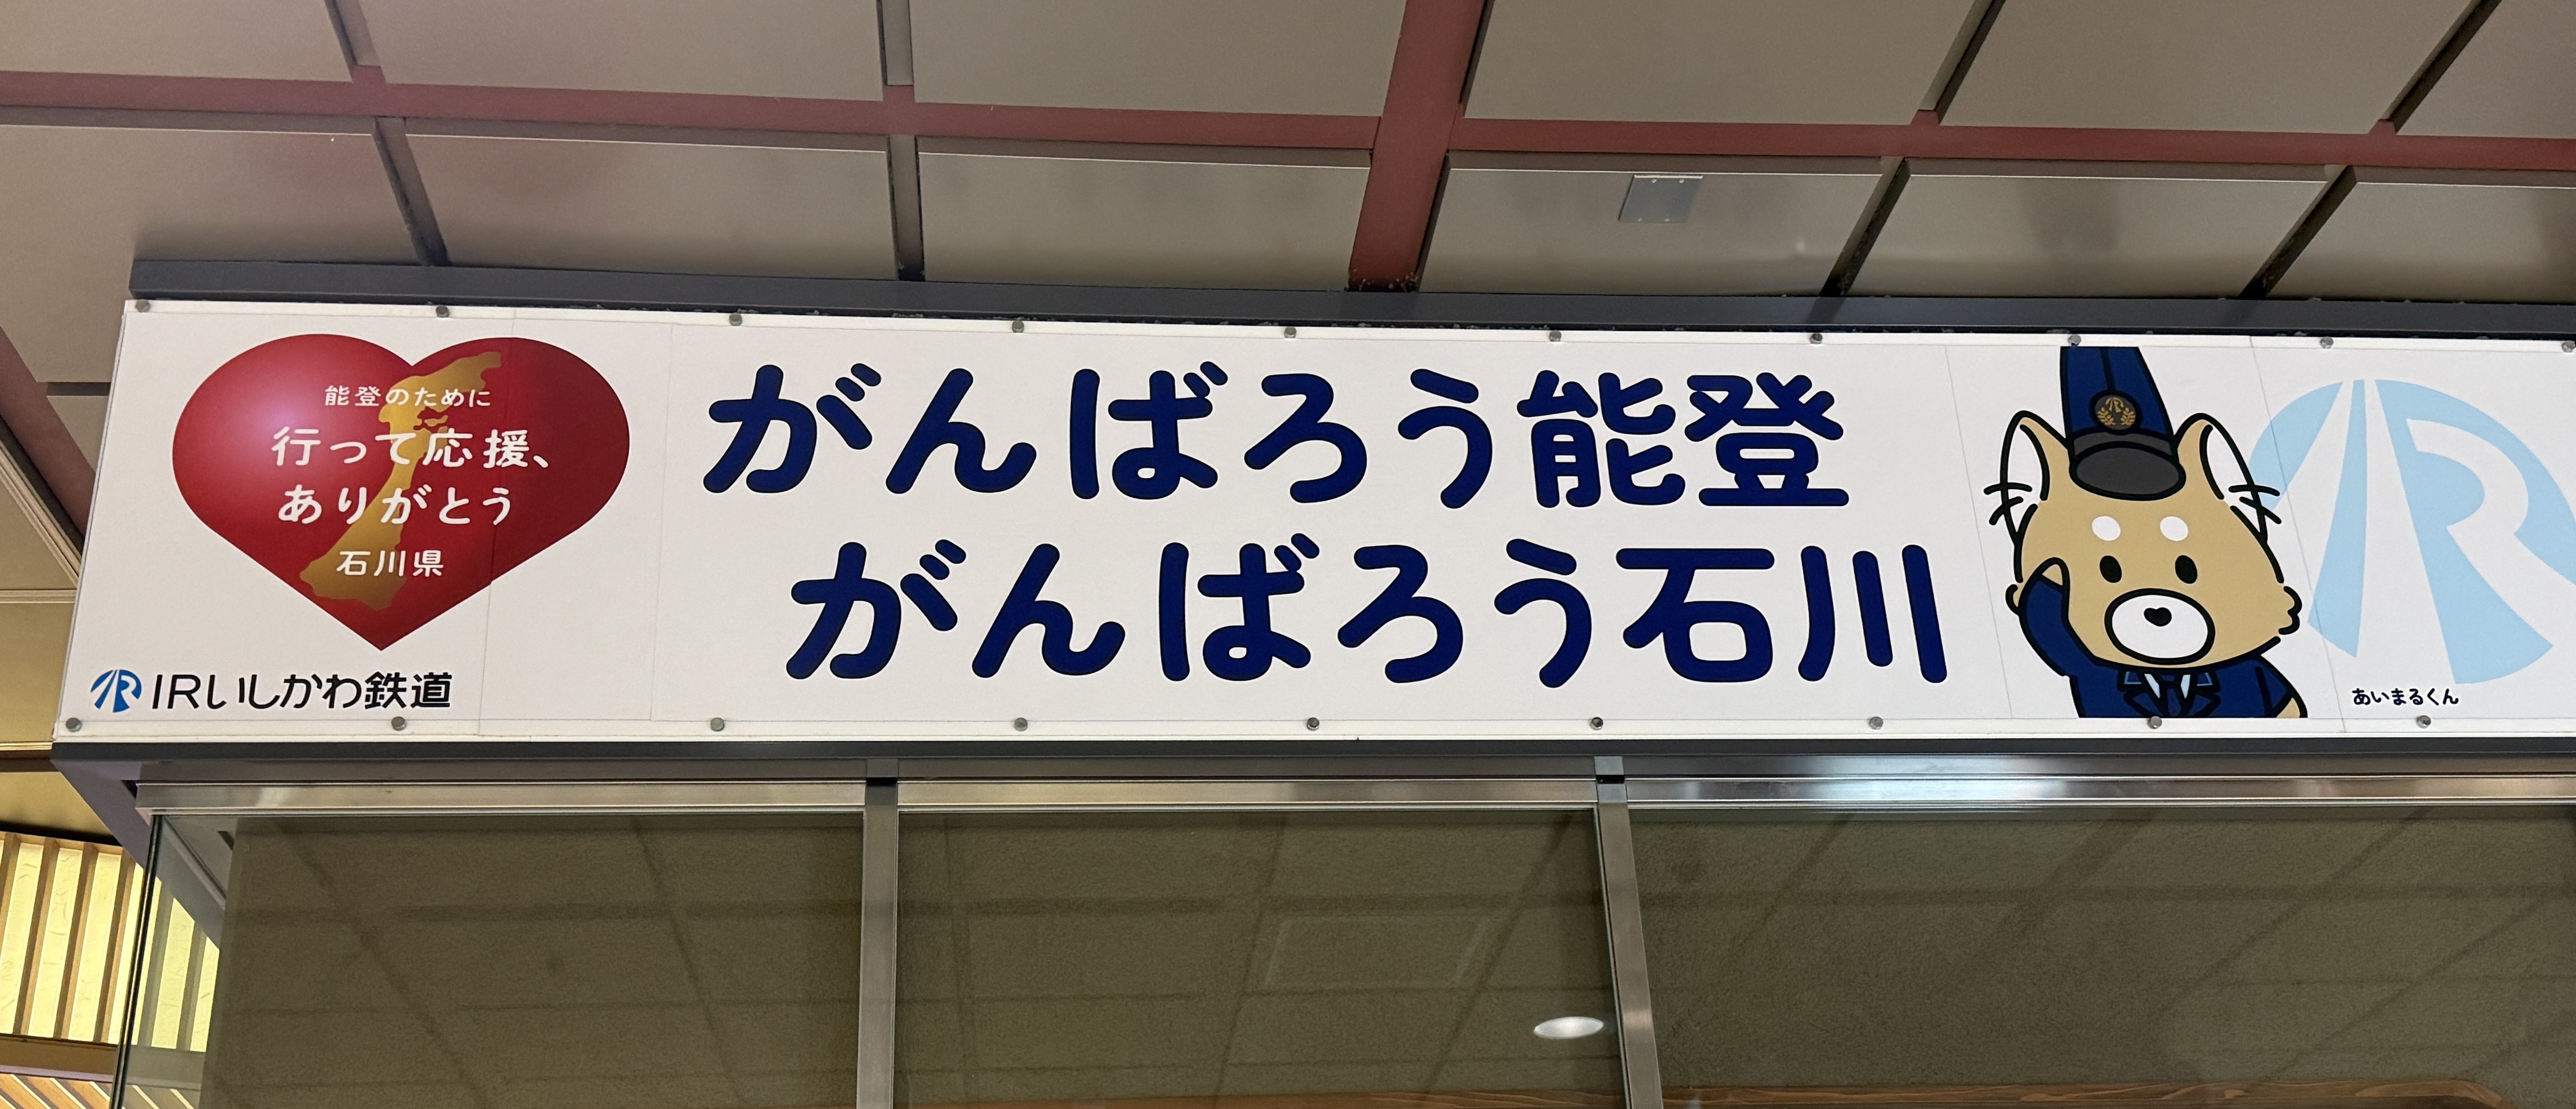 能登のために
行って応援、
ありがとう
石川県
IRいしかわ鉄道
がんばろう能登
がんばろう石川
IR
あいまるくん